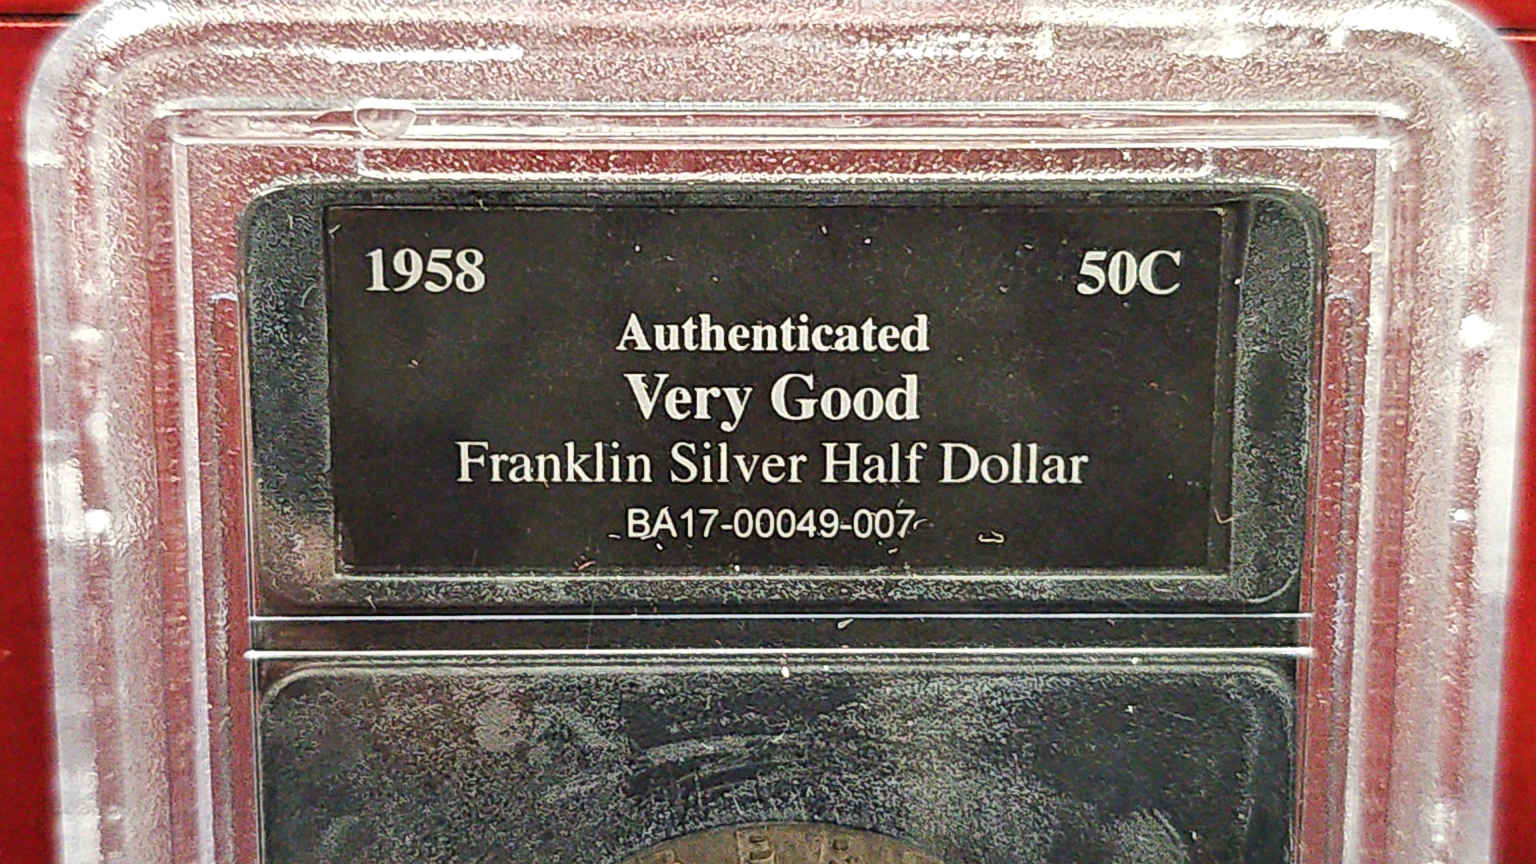 1958 50C
Authenticated
Very Good
Franklin Silver Half Dollar
BA17-00049-007